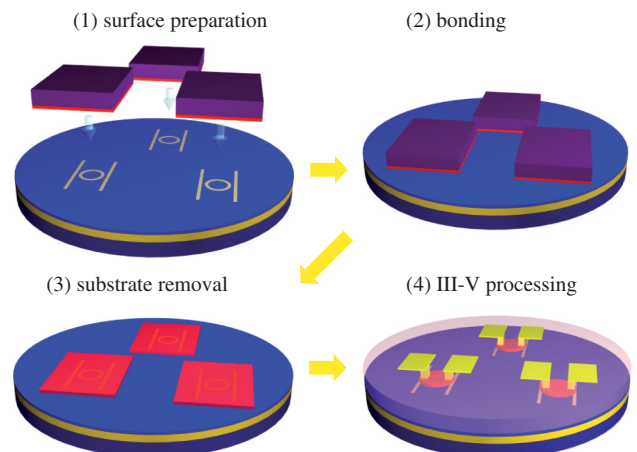 (1) surface preparation
(2) bonding
(3) substrate removal
(4) III-V processing